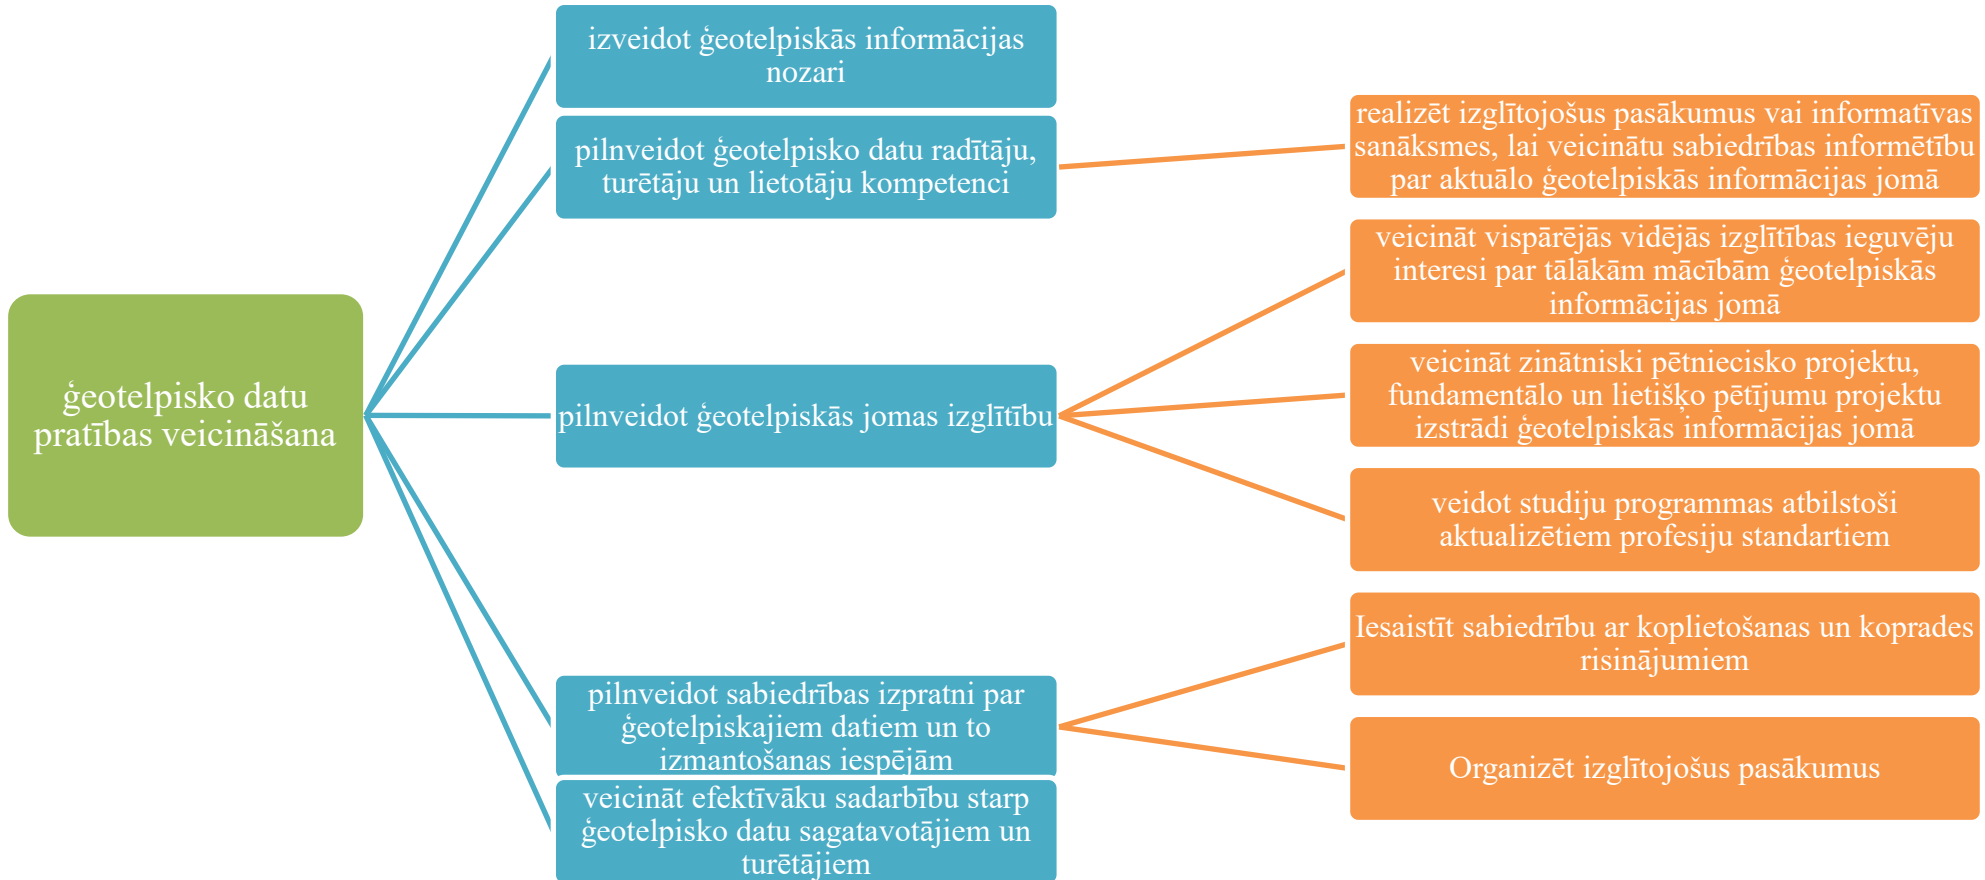 ģeotelpisko datu
pratības veicināšana
izveidot ģeotelpiskās informācijas
nozari
pilnveidot ģeotelpisko datu radītāju,
turētāju un lietotāju kompetenci
pilnveidot ģeotelpiskās jomas izglītību
pilnveidot sabiedrības izpratni par
ģeotelpiskajiem datiem un to
izmantošanas iespējām
veicināt efektīvāku sadarbību starp
ģeotelpisko datu sagatavotājiem un
turētājiem
realizēt izglītojošus pasākumus vai informatīvas
sanāksmes, lai veicinātu sabiedrības informētību
par aktuālo ģeotelpiskās informācijas jomā
veicināt vispārējās vidējās izglītības ieguvēju
interesi par tālākām mācībām ģeotelpiskās
informācijas jomā
veicināt zinātniski pētniecisko projektu,
fundamentālo un lietišķo pētījumu projektu
izstrādi ģeotelpiskās informācijas jomā
veidot studiju programmas atbilstoši
aktualizētiem profesiju standartiem
Iesaistīt sabiedrību ar koplietošanas un koprades
risinājumiem
Organizēt izglītojošus pasākumus